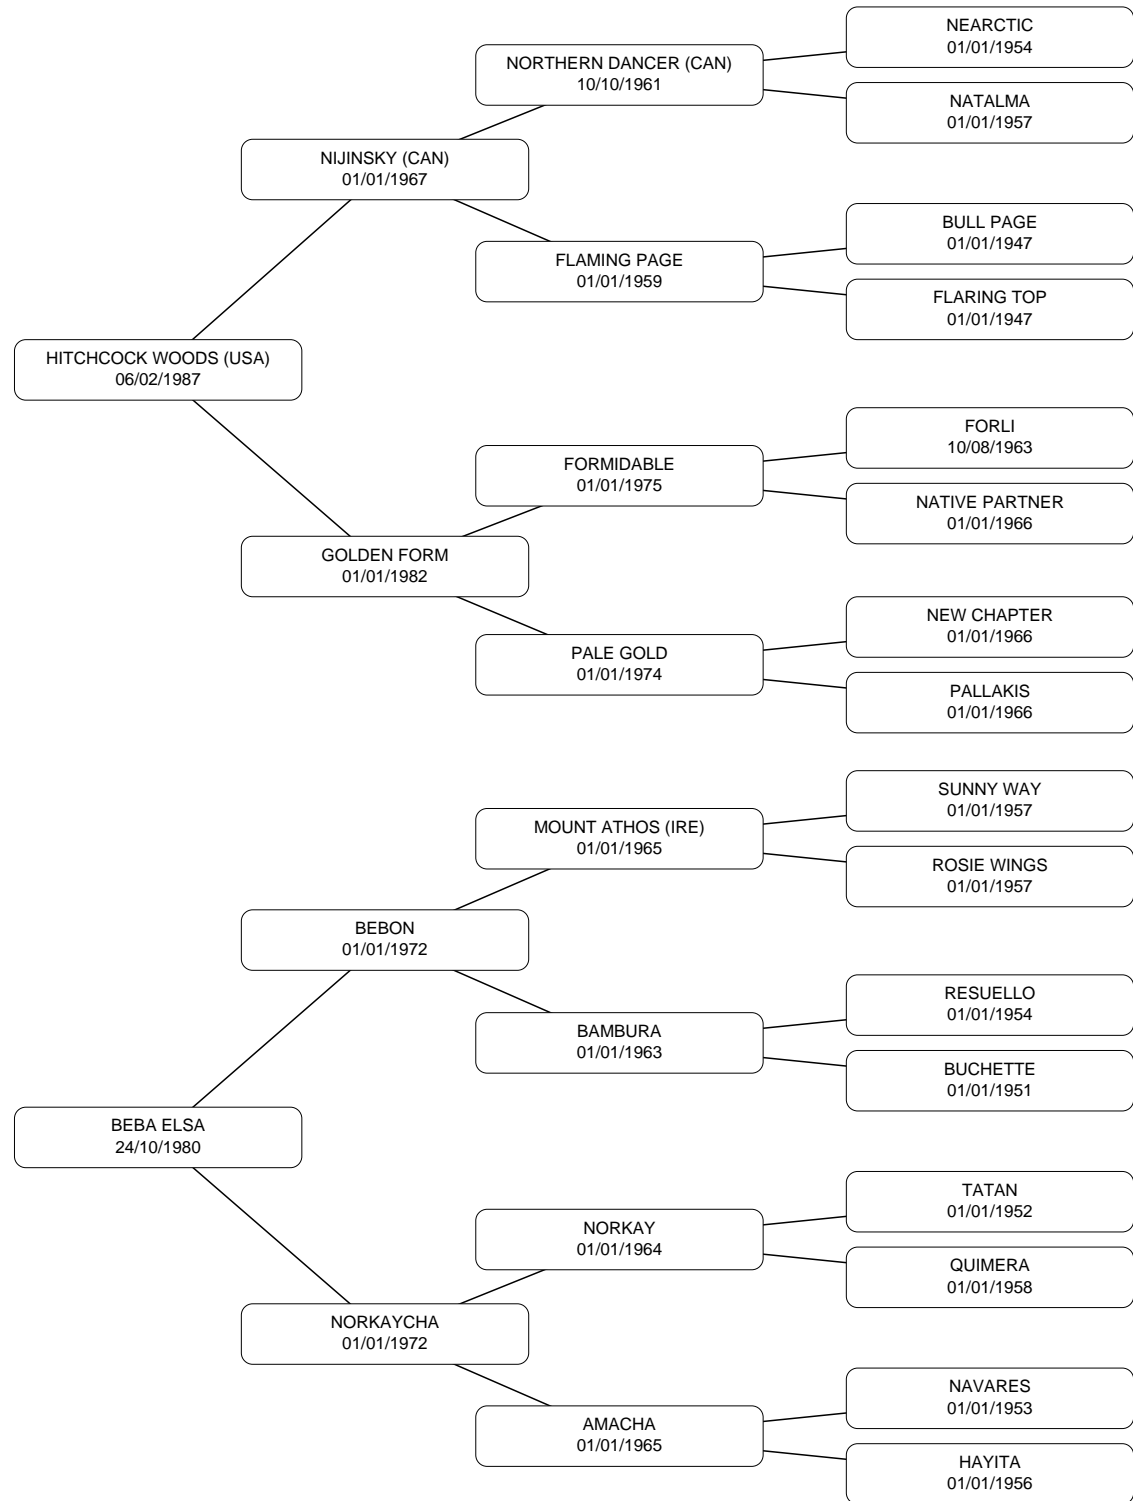 NEARCTIC
01/01/1954
NORTHERN DANCER (CAN)
10/10/1961
NATALMA
01/01/1957
NIJINSKY (CAN)
01/01/1967
BULL PAGE
01/01/1947
FLAMING PAGE
01/01/1959
FLARING TOP
01/01/1947
HITCHCOCK WOODS (USA)
06/02/1987
FORLI
10/08/1963
FORMIDABLE
01/01/1975
NATIVE PARTNER
01/01/1966
GOLDEN FORM
01/01/1982
NEW CHAPTER
01/01/1966
PALE GOLD
01/01/1974
PALLAKIS
01/01/1966
SUNNY WAY
01/01/1957
MOUNT ATHOS (IRE)
01/01/1965
ROSIE WINGS
01/01/1957
BEBON
01/01/1972
RESUELLO
01/01/1954
BAMBURA
01/01/1963
BUCHETTE
01/01/1951
BEBA ELSA
24/10/1980
TATAN
01/01/1952
NORKAY
01/01/1964
QUIMERA
01/01/1958
NORKAYCHA
01/01/1972
NAVARES
01/01/1953
AMACHA
01/01/1965
HAYITA
01/01/1956